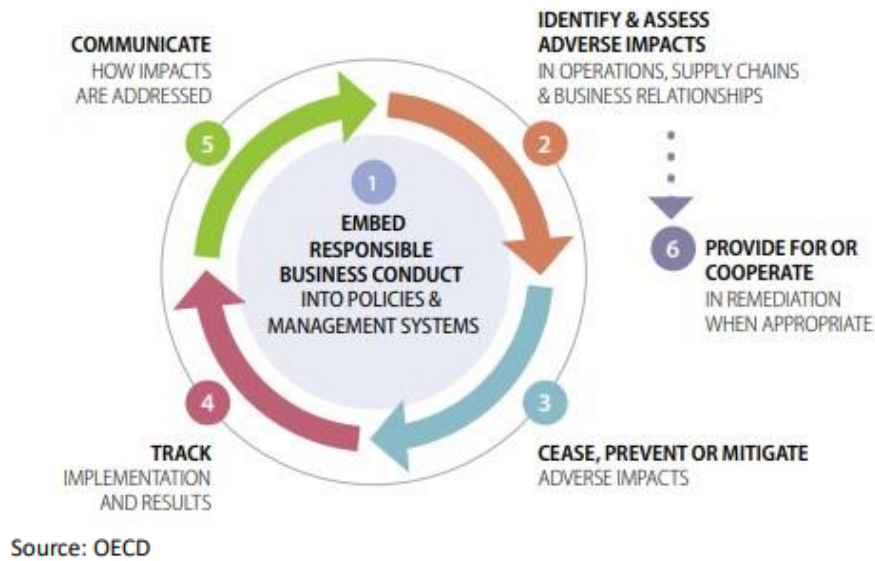 1
EMBED
RESPONSIBLE
BUSINESS CONDUCT
INTO POLICIES &
MANAGEMENT SYSTEMS
2
IDENTIFY & ASSESS
ADVERSE IMPACTS
IN OPERATIONS, SUPPLY CHAINS
& BUSINESS RELATIONSHIPS
3
CEASE, PREVENT OR MITIGATE
ADVERSE IMPACTS
4
TRACK
IMPLEMENTATION
AND RESULTS
5
COMMUNICATE
HOW IMPACTS
ARE ADDRESSED
6
PROVIDE FOR OR
COOPERATE
IN REMEDIATION
WHEN APPROPRIATE
Source: OECD